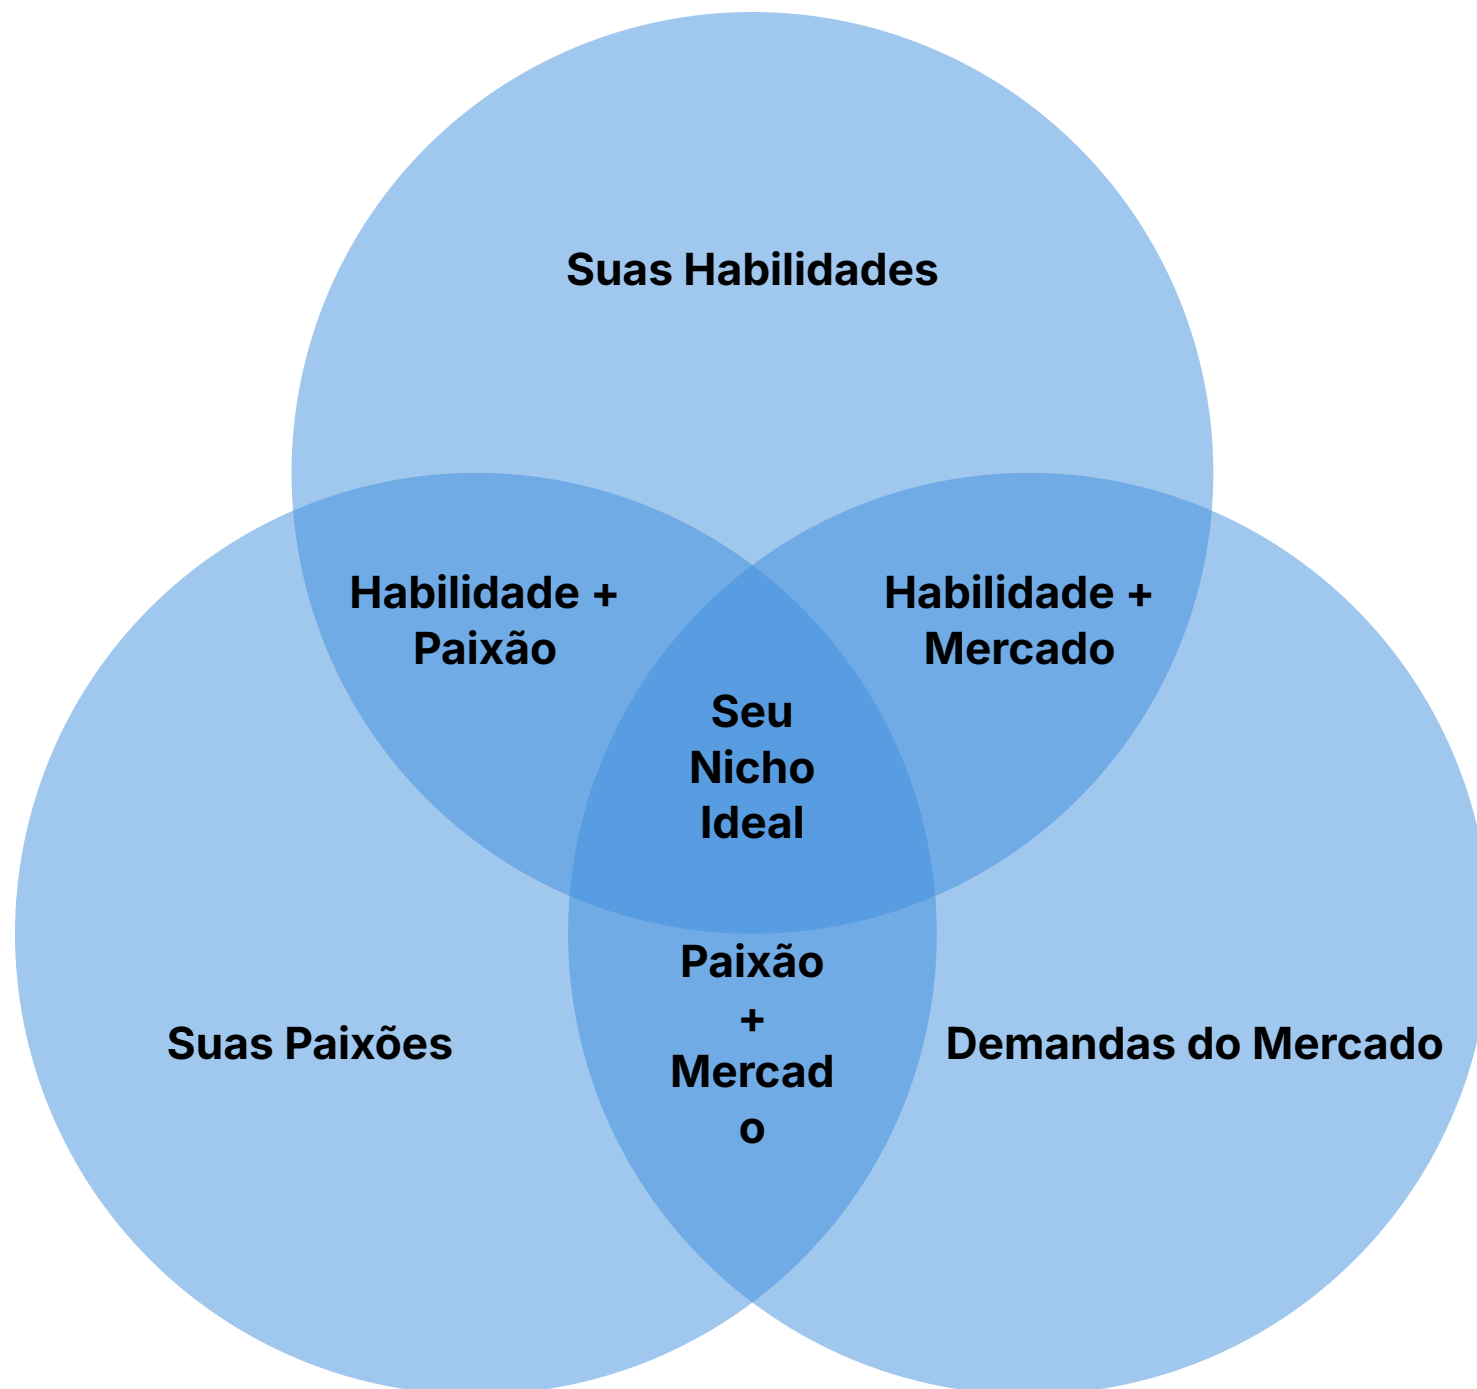 Suas Habilidades
Habilidade +
Paixão
Habilidade +
Mercado
Seu
Nicho
Ideal
Paixão
+
Mercad
o
Suas Paixões
Demandas do Mercado